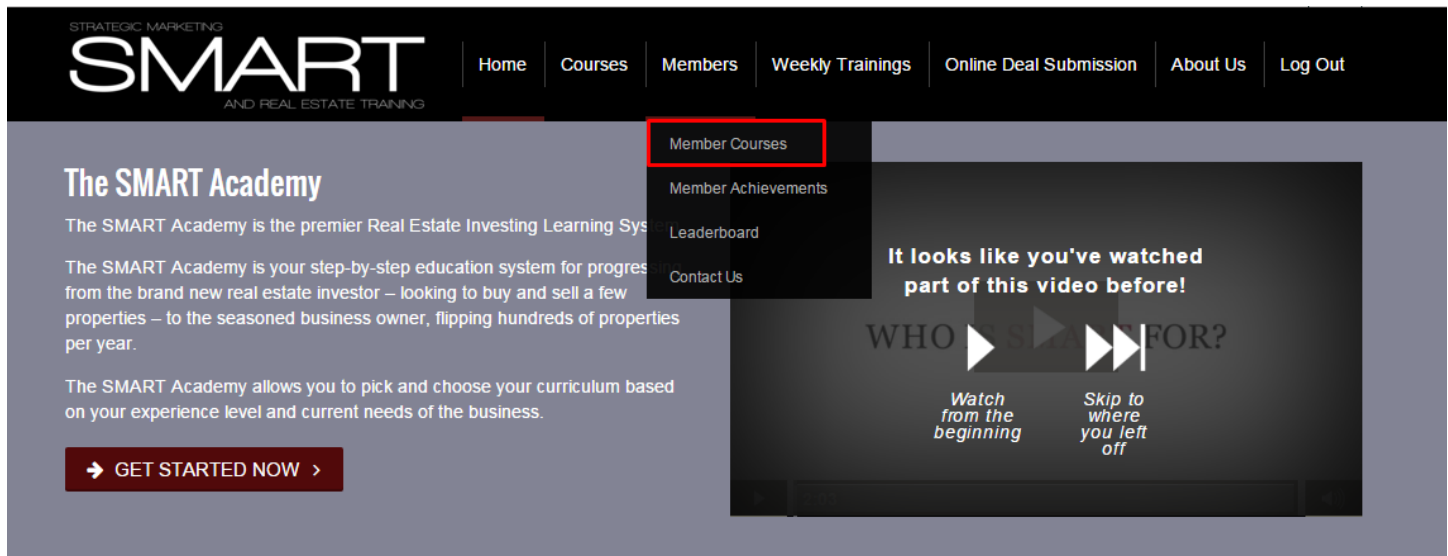 STRATEGIC MARKETING
SMART
AND REAL ESTATE TRAINING
Home Courses Members Weekly Trainings Online Deal Submission About Us Log Out
Member Courses
Member Achievements
Leaderboard
Contact Us
The SMART Academy
The SMART Academy is the premier Real Estate Investing Learning System
The SMART Academy is your step-by-step education system for progressing
from the brand new real estate investor – looking to buy and sell a few
properties – to the seasoned business owner, flipping hundreds of properties
per year.
The SMART Academy allows you to pick and choose your curriculum based
on your experience level and current needs of the business.
GET STARTED NOW
It looks like you've watched
part of this video before!
WHO IS SMART FOR?
Watch
from the
beginning
Skip to
where
you left
off